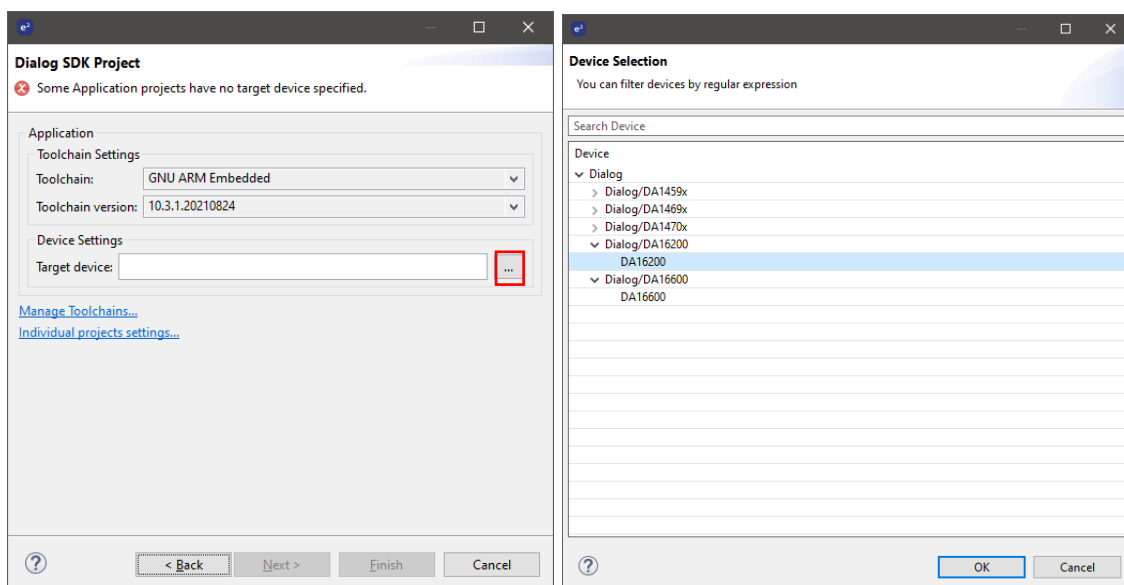 e²
Dialog SDK Project
Some Application projects have no target device specified.
Application
Toolchain Settings
Toolchain: GNU ARM Embedded
Toolchain version: 10.3.1.20210824
Device Settings
Target device: ...
Manage Toolchains...
Individual projects settings...
? < Back Next > Finish Cancel
e²
Device Selection
You can filter devices by regular expression
Search Device
Device
Dialog
Dialog/DA1459x
Dialog/DA1469x
Dialog/DA1470x
Dialog/DA16200
DA16200
Dialog/DA16600
DA16600
? OK Cancel